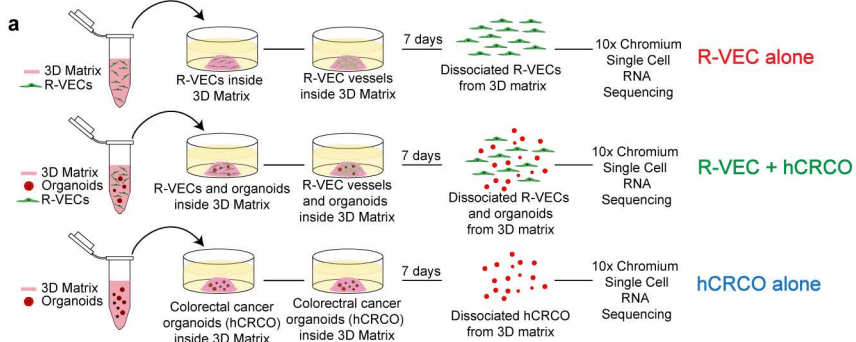 a
3D Matrix
R-VECs
R-VECs inside
3D Matrix
R-VEC vessels
inside 3D Matrix
7 days
Dissociated R-VECs
from 3D matrix
10x Chromium
Single Cell
RNA
Sequencing
R-VEC alone
3D Matrix
Organoids
R-VECs
R-VECs and organoids
inside 3D Matrix
R-VEC vessels
and organoids
inside 3D Matrix
7 days
Dissociated R-VECs
and organoids
from 3D matrix
10x Chromium
Single Cell
RNA
Sequencing
R-VEC + hCRCO
3D Matrix
Organoids
Colorectal cancer
organoids (hCRCO)
inside 3D Matrix
Colorectral cancer
organoids (hCRCO)
inside 3D Matrix
7 days
Dissociated hCRCO
from 3D matrix
10x Chromium
Single Cell
RNA
Sequencing
hCRCO alone